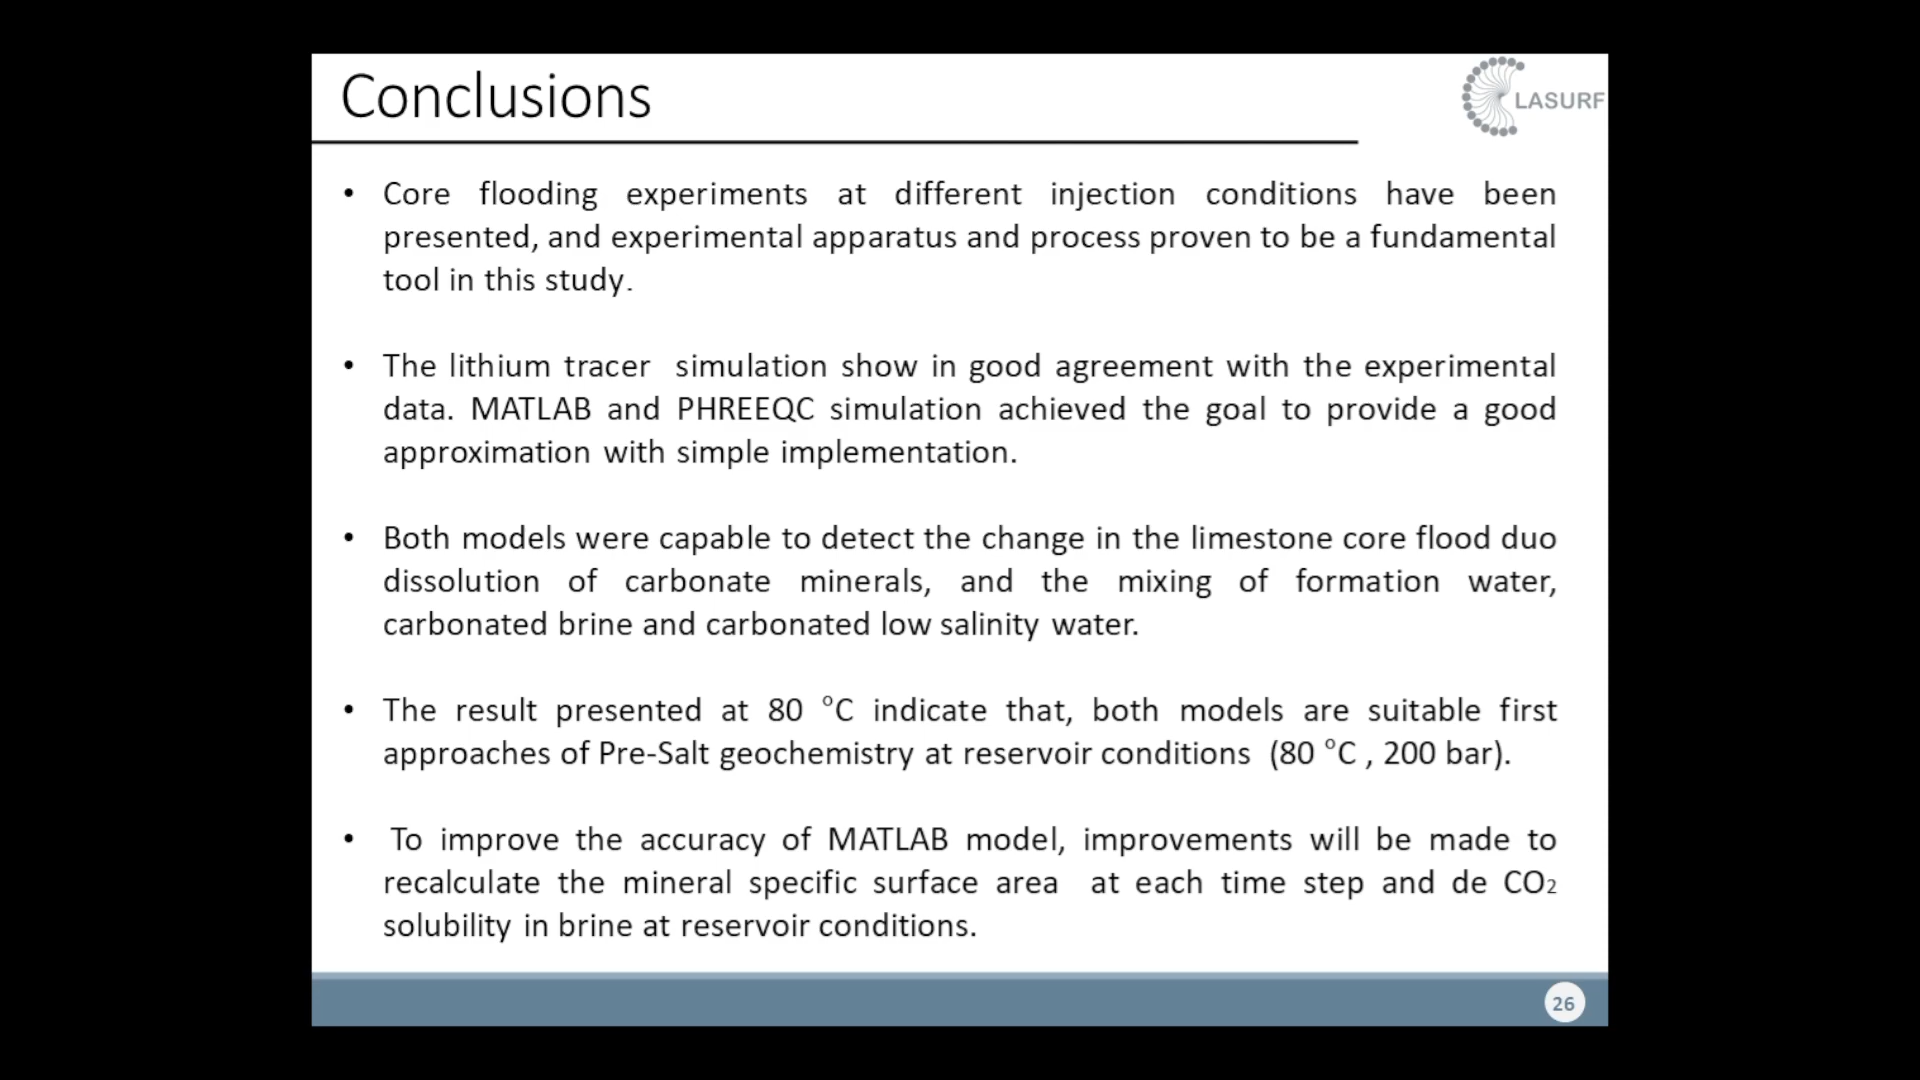 Conclusions
LASURF
• Core flooding experiments at different injection conditions have been
presented, and experimental apparatus and process proven to be a fundamental
tool in this study.
• The lithium tracer simulation show in good agreement with the experimental
data. MATLAB and PHREEQC simulation achieved the goal to provide a good
approximation with simple implementation.
• Both models were capable to detect the change in the limestone core flood duo
dissolution of carbonate minerals, and the mixing of formation water,
carbonated brine and carbonated low salinity water.
• The result presented at 80 °C indicate that, both models are suitable first
approaches of Pre-Salt geochemistry at reservoir conditions (80 °C , 200 bar).
• To improve the accuracy of MATLAB model, improvements will be made to
recalculate the mineral specific surface area at each time step and de CO₂
solubility in brine at reservoir conditions.
26